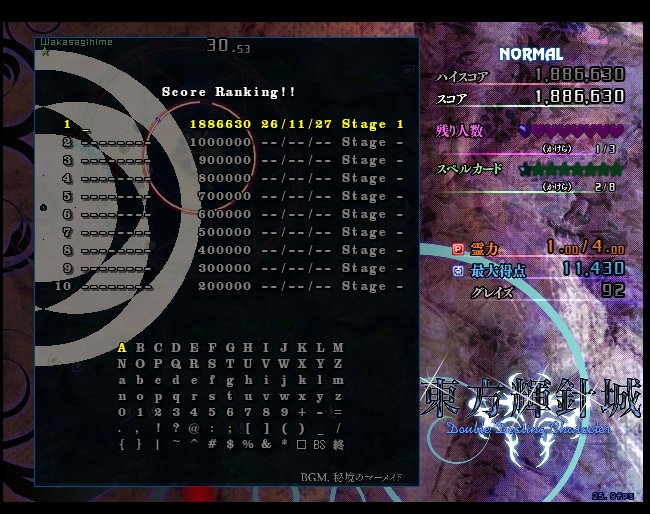 Wakasagihime
30.53
Score Ranking!!
1 _ 1886630 26/11/27 Stage 1
2 -------- 1000000 --/--/-- Stage -
3 -------- 900000 --/--/-- Stage -
4 -------- 800000 --/--/-- Stage -
5 -------- 700000 --/--/-- Stage -
6 -------- 600000 --/--/-- Stage -
7 -------- 500000 --/--/-- Stage -
8 -------- 400000 --/--/-- Stage -
9 -------- 300000 --/--/-- Stage -
10 -------- 200000 --/--/-- Stage -
A B C D E F G H I J K L M
N O P Q R S T U V W X Y Z
a b c d e f g h i j k l m
n o p q r s t u v w x y z
0 1 2 3 4 5 6 7 8 9 + - =
. , ! ? @ : ; [ ] ( ) _ /
{ } | ~ ^ # $ % & * □ BS 終
BGM. 秘境のマーメイド
NORMAL
ハイスコア 1,886,630
スコア 1,886,630
残り人数
(かけら) 1/3
スペルカード
(かけら) 2/8
P 霊力 1.00/4.00
最大得点 11,430
グレイズ 92
東方輝針城
Double Dealing Character
25.9fps